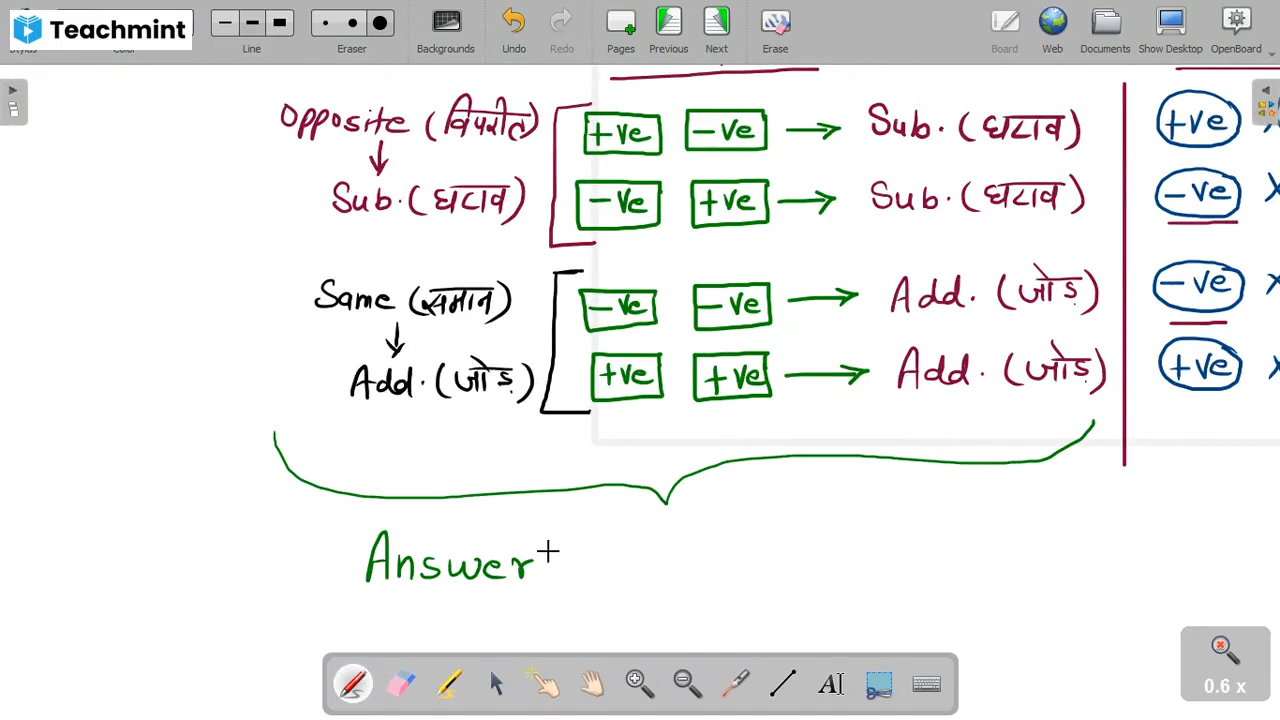 Teachmint
Line Eraser Backgrounds Undo Redo Pages Previous Next Erase Board Web Documents Show Desktop OpenBoard
Opposite (विपरीत) +ve -ve → Sub. (घटाव) +ve
↓
Sub. (घटाव) -ve +ve → Sub. (घटाव) -ve
Same (समान) -ve -ve → Add. (जोड़) -ve
↓
Add. (जोड़) +ve +ve → Add. (जोड़) +ve
Answer
0.6 x